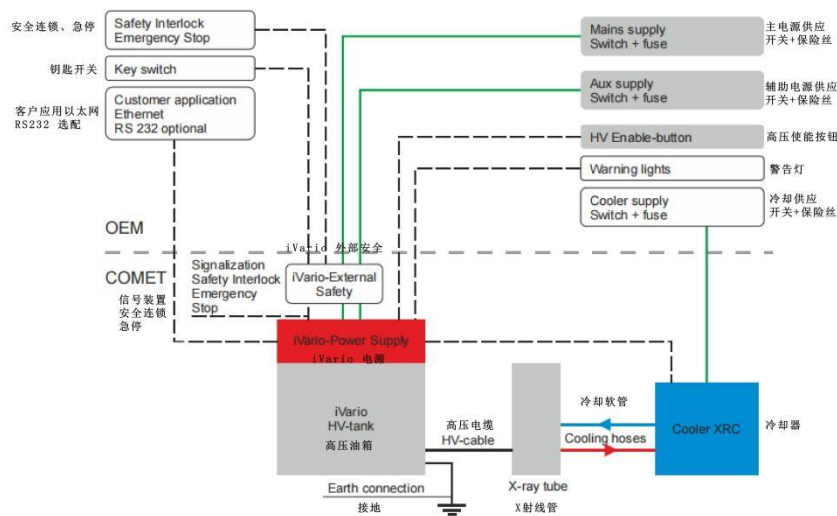 安全连锁、急停
Safety Interlock
Emergency Stop
钥匙开关
Key switch
客户应用以太网
RS232 选配
Customer application
Ethernet
RS 232 optional
Mains supply
Switch + fuse
主电源供应
开关+保险丝
Aux supply
Switch + fuse
辅助电源供应
开关+保险丝
HV Enable-button
高压使能按钮
Warning lights
警告灯
Cooler supply
Switch + fuse
冷却供应
开关+保险丝
OEM
iVario 外部安全
COMET
Signalization
Safety Interlock
Emergency
Stop
信号装置
安全连锁
急停
iVario-External
Safety
iVario-Power Supply
iVario 电源
iVario
HV-tank
高压油箱
高压电缆
HV-cable
冷却软管
Cooling hoses
Cooler XRC
冷却器
Earth connection
接地
X-ray tube
X射线管